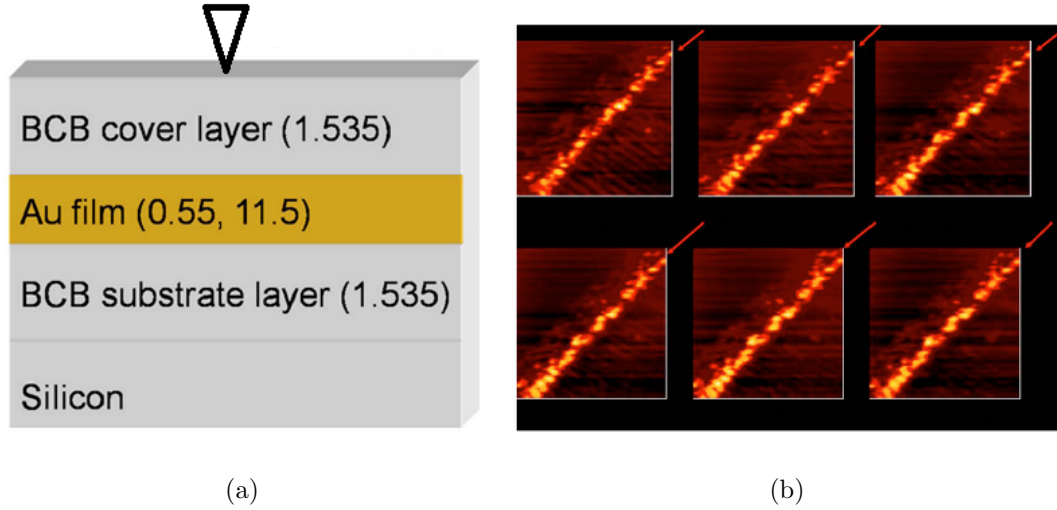 BCB cover layer (1.535)
Au film (0.55, 11.5)
BCB substrate layer (1.535)
Silicon
(a)
(b)